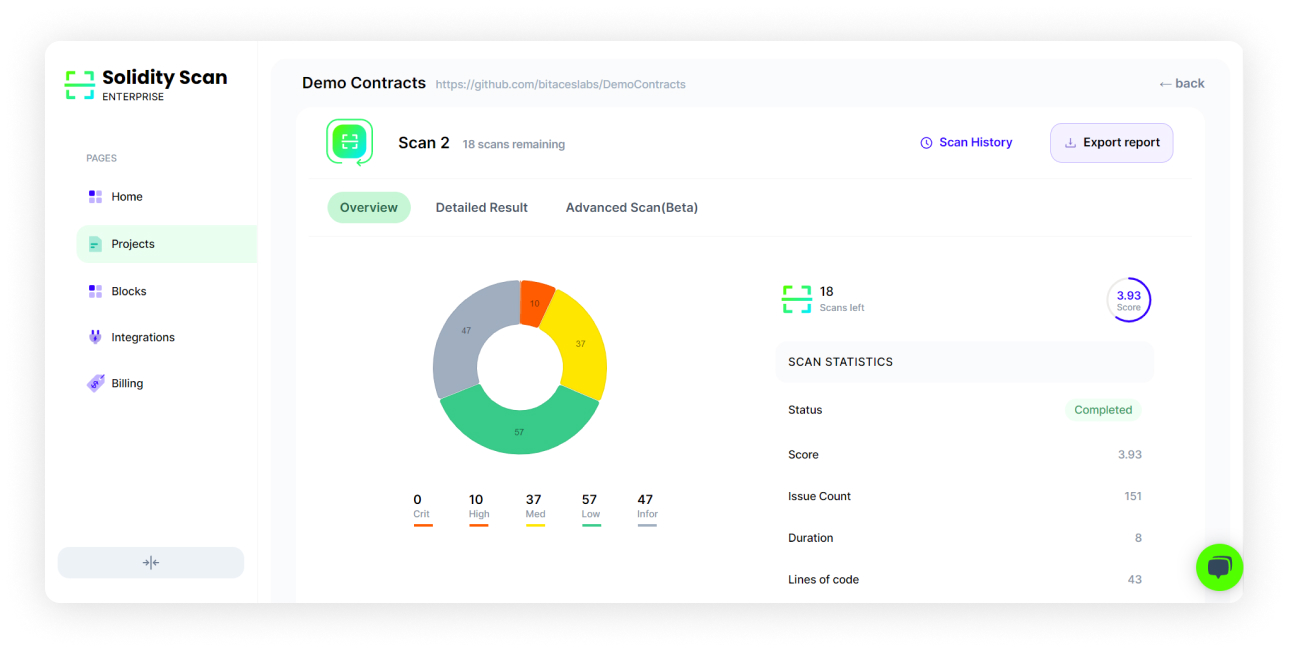 Solidity Scan
ENTERPRISE
PAGES
Home
Projects
Blocks
Integrations
Billing
Demo Contracts https://github.com/bitaceslabs/DemoContracts
← back
Scan 2 18 scans remaining
Scan History
Export report
Overview Detailed Result Advanced Scan(Beta)
10
47
37
57
0 10 37 57 47
Crit High Med Low Infor
18
Scans left
3.93
Score
SCAN STATISTICS
Status Completed
Score 3.93
Issue Count 151
Duration 8
Lines of code 43